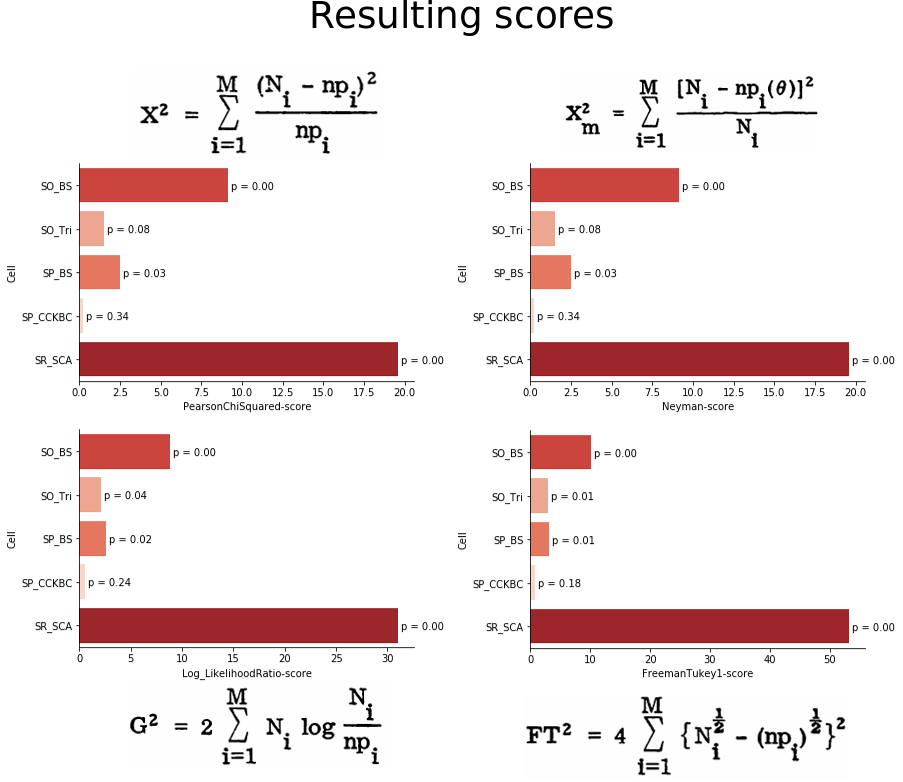 Resulting scores
X² = M ∑ i=1 (N_i − np_i)² / np_i
X²_m = M ∑ i=1 [N_i − np_i(θ)]² / N_i
Cell
SO_BS p = 0.00
SO_Tri p = 0.08
SP_BS p = 0.03
SP_CCKBC p = 0.34
SR_SCA p = 0.00
0.0 2.5 5.0 7.5 10.0 12.5 15.0 17.5 20.0
PearsonChiSquared-score
Cell
SO_BS p = 0.00
SO_Tri p = 0.08
SP_BS p = 0.03
SP_CCKBC p = 0.34
SR_SCA p = 0.00
0.0 2.5 5.0 7.5 10.0 12.5 15.0 17.5 20.0
Neyman-score
Cell
SO_BS p = 0.00
SO_Tri p = 0.04
SP_BS p = 0.02
SP_CCKBC p = 0.24
SR_SCA p = 0.00
0 5 10 15 20 25 30
Log_LikelihoodRatio-score
Cell
SO_BS p = 0.00
SO_Tri p = 0.01
SP_BS p = 0.01
SP_CCKBC p = 0.18
SR_SCA p = 0.00
0 10 20 30 40 50
FreemanTukey1-score
G² = 2 M ∑ i=1 N_i log N_i / np_i
FT² = 4 M ∑ i=1 {N_i^½ − (np_i)^½}²